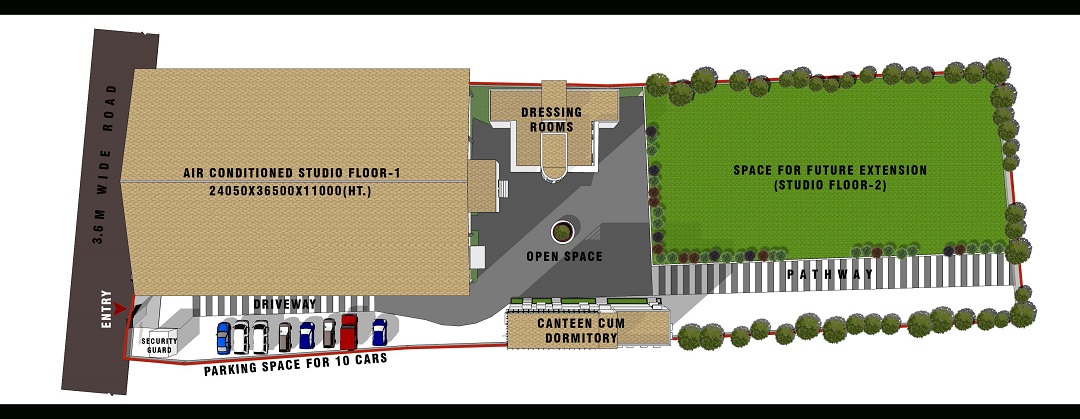 3.6 M WIDE ROAD
AIR CONDITIONED STUDIO FLOOR-1
24050X36500X11000(HT.)
DRESSING
ROOMS
SPACE FOR FUTURE EXTENSION
(STUDIO FLOOR-2)
OPEN SPACE
PATHWAY
ENTRY
DRIVEWAY
SECURITY
GUARD
CANTEEN CUM
DORMITORY
PARKING SPACE FOR 10 CARS